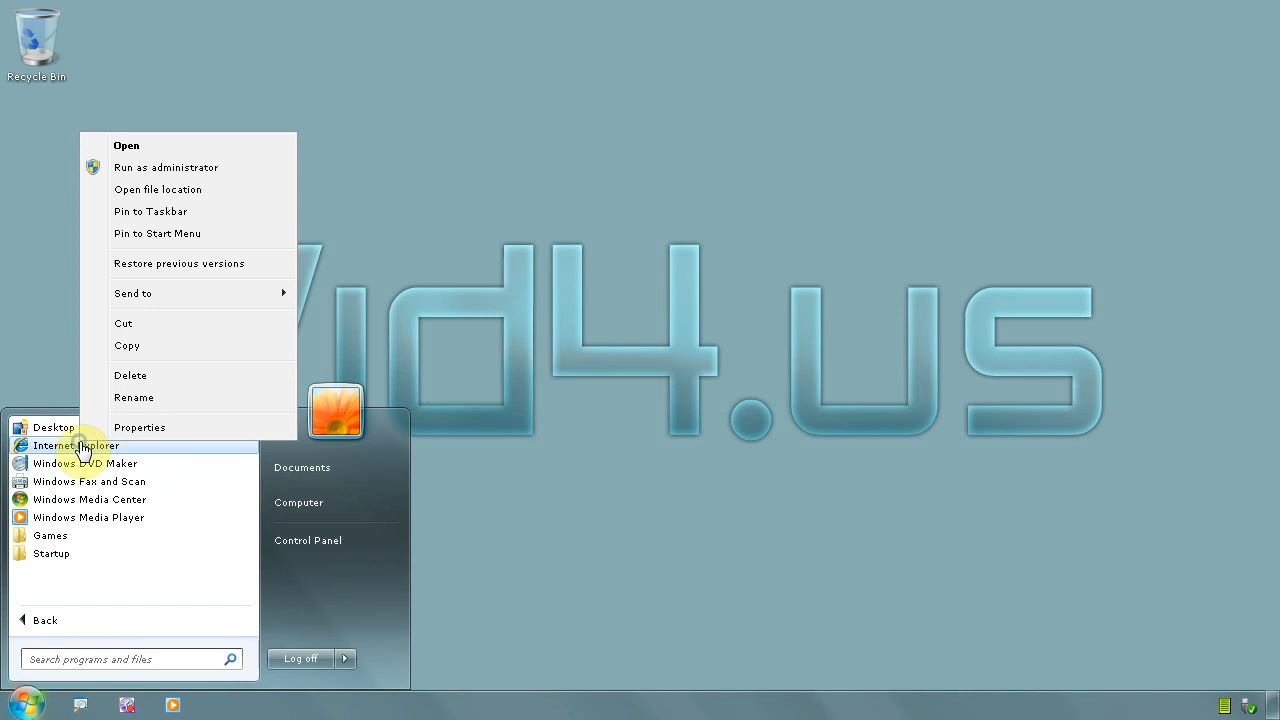 Recycle Bin
Open
Run as administrator
Open file location
Pin to Taskbar
Pin to Start Menu
Restore previous versions
Send to
Cut
Copy
Delete
Rename
Properties
Vid4.us
Desktop
Internet Explorer
Windows DVD Maker
Windows Fax and Scan
Windows Media Center
Windows Media Player
Games
Startup
Back
Search programs and files
Documents
Computer
Control Panel
Log off